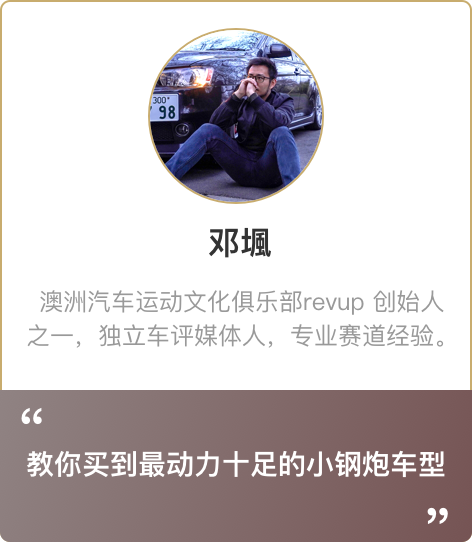 300
98
邓飒
澳洲汽车运动文化俱乐部revup 创始人
之一，独立车评媒体人，专业赛道经验。
“
教你买到最动力十足的小钢炮车型
”